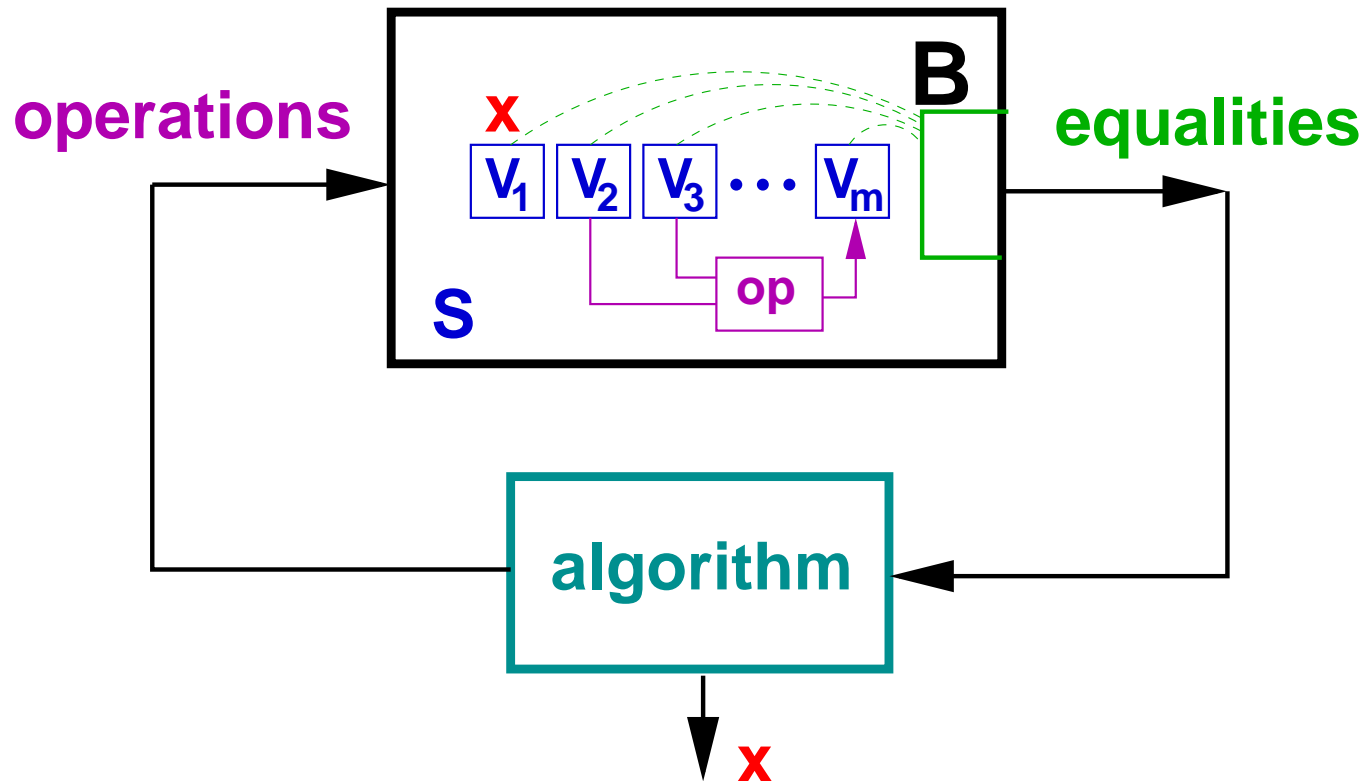 B
operations
x
equalities
V1 V2 V3 ••• Vm
op
S
algorithm
x